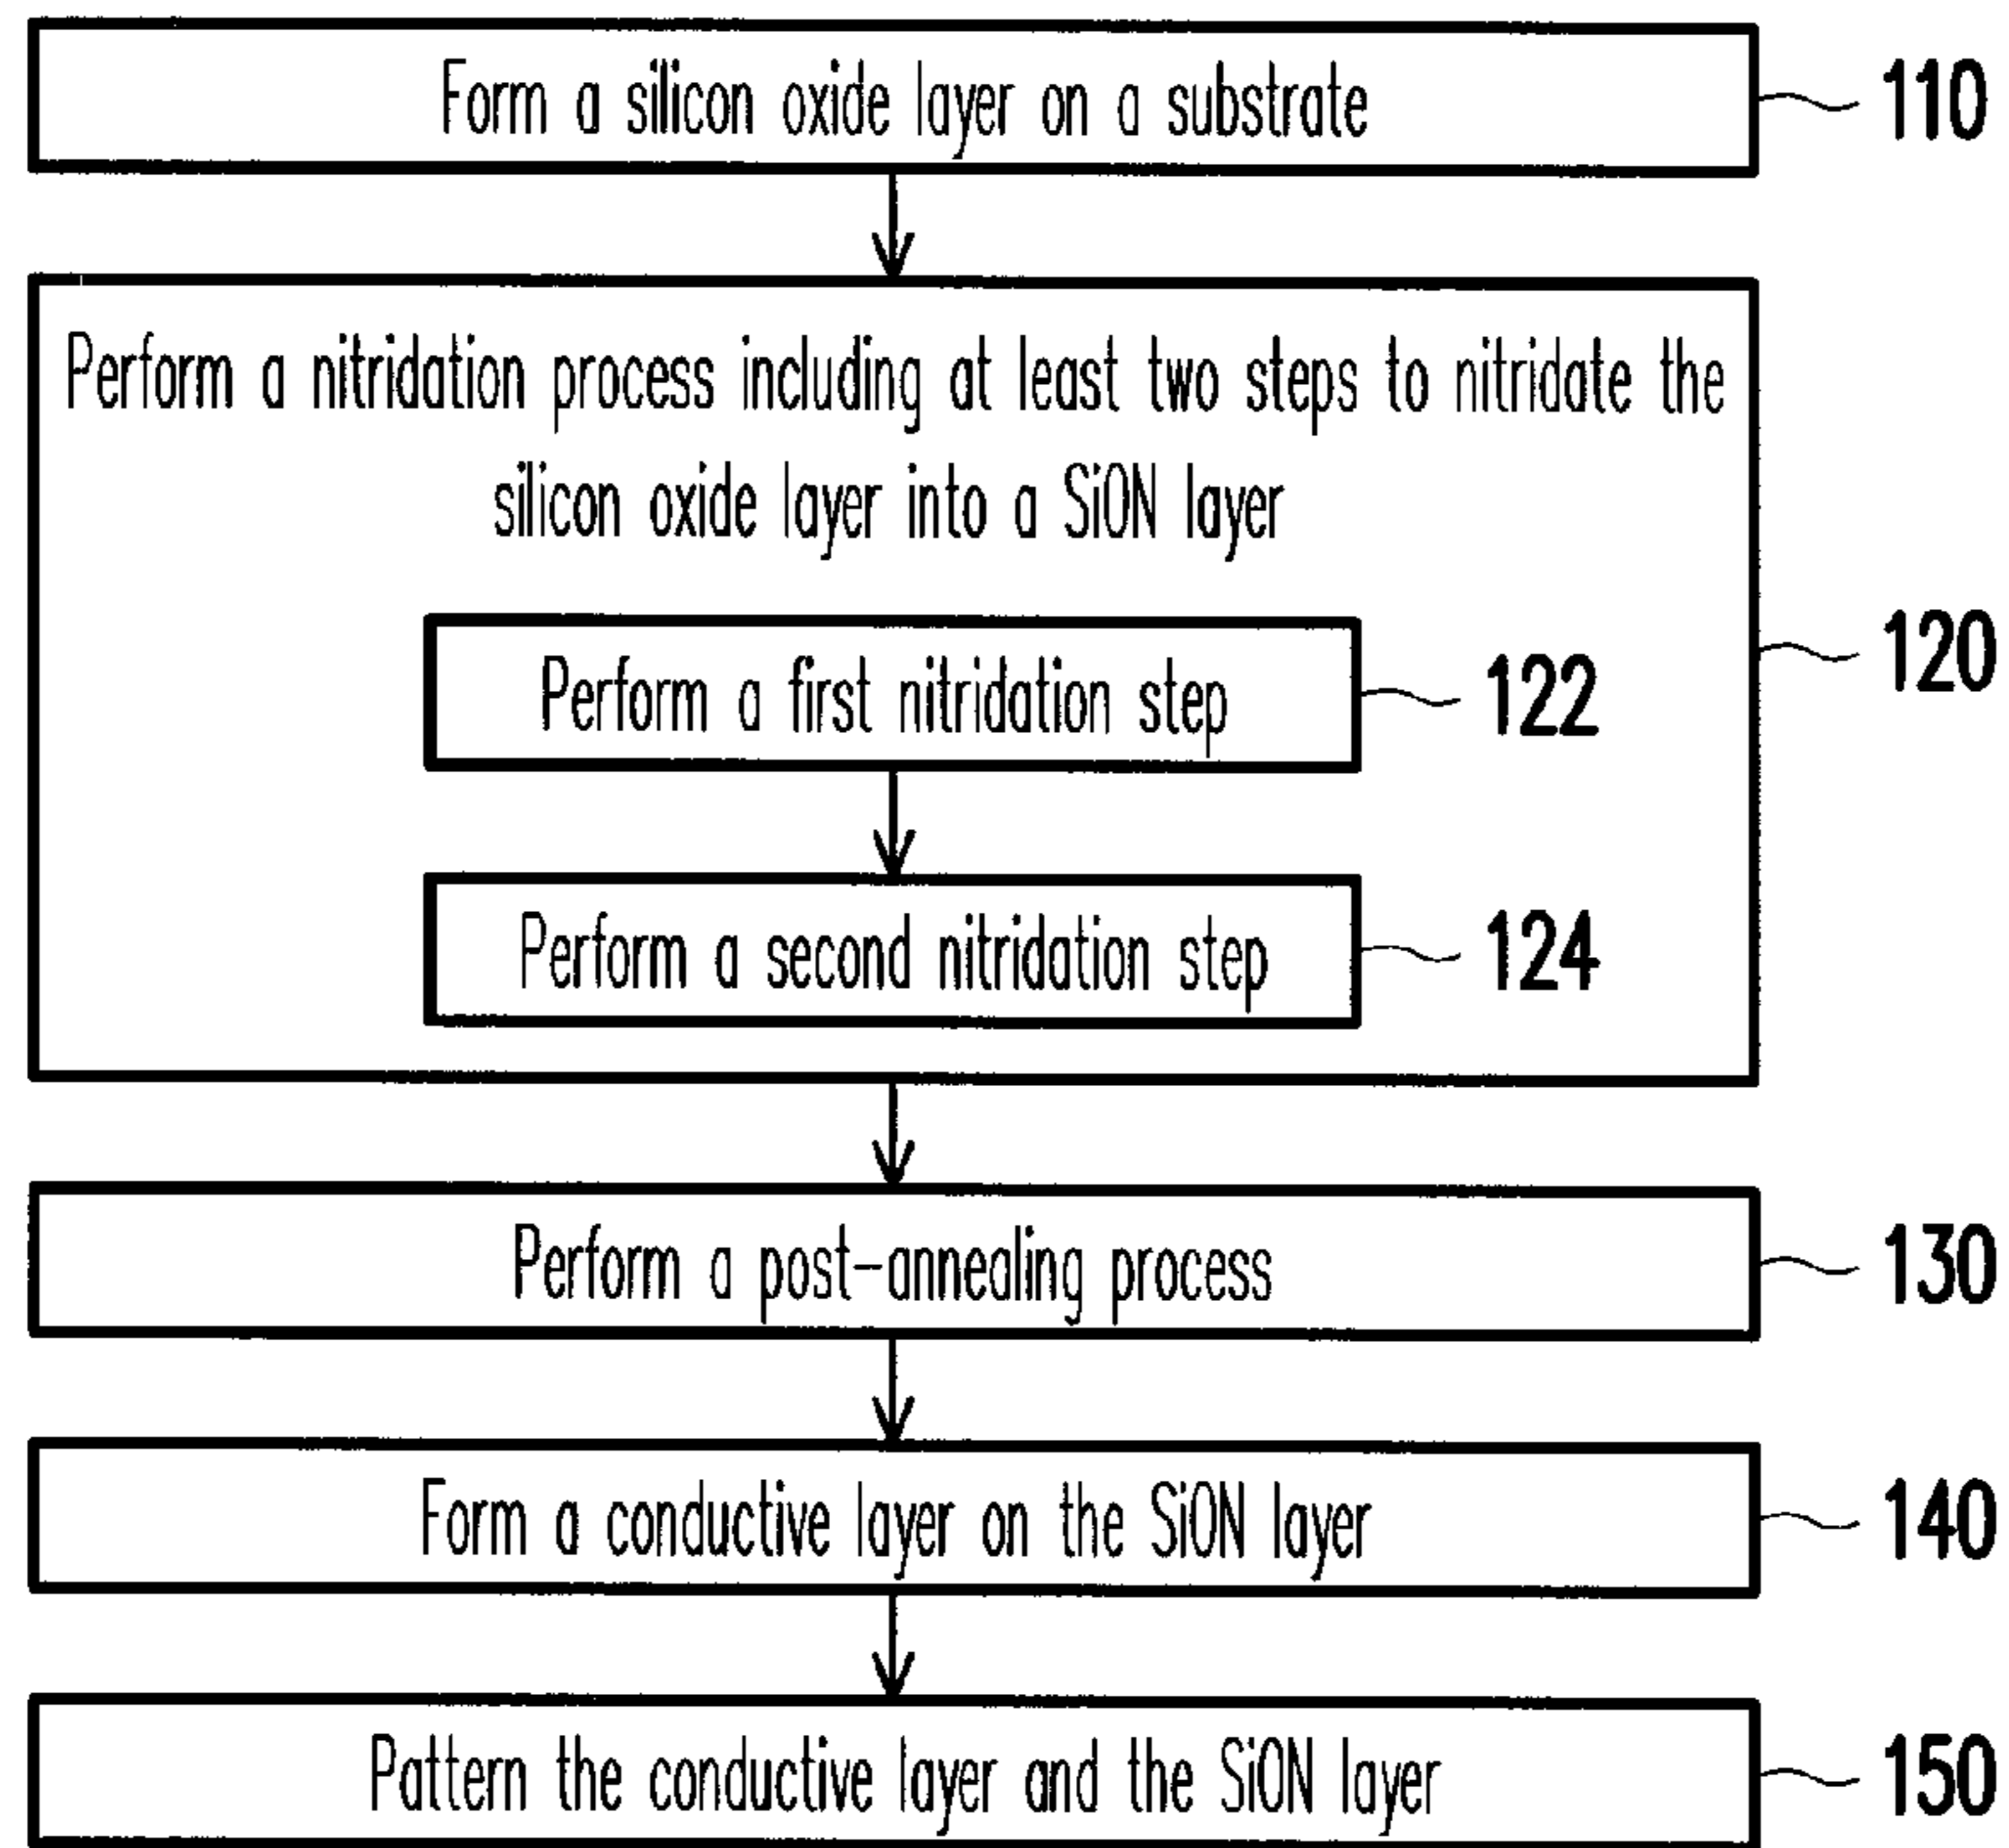 Form a silicon oxide layer on a substrate
110
Perform a nitridation process including at least two steps to nitridate the
silicon oxide layer into a SiON layer
120
Perform a first nitridation step
122
Perform a second nitridation step
124
Perform a post-annealing process
130
Form a conductive layer on the SiON layer
140
Pattern the conductive layer and the SiON layer
150